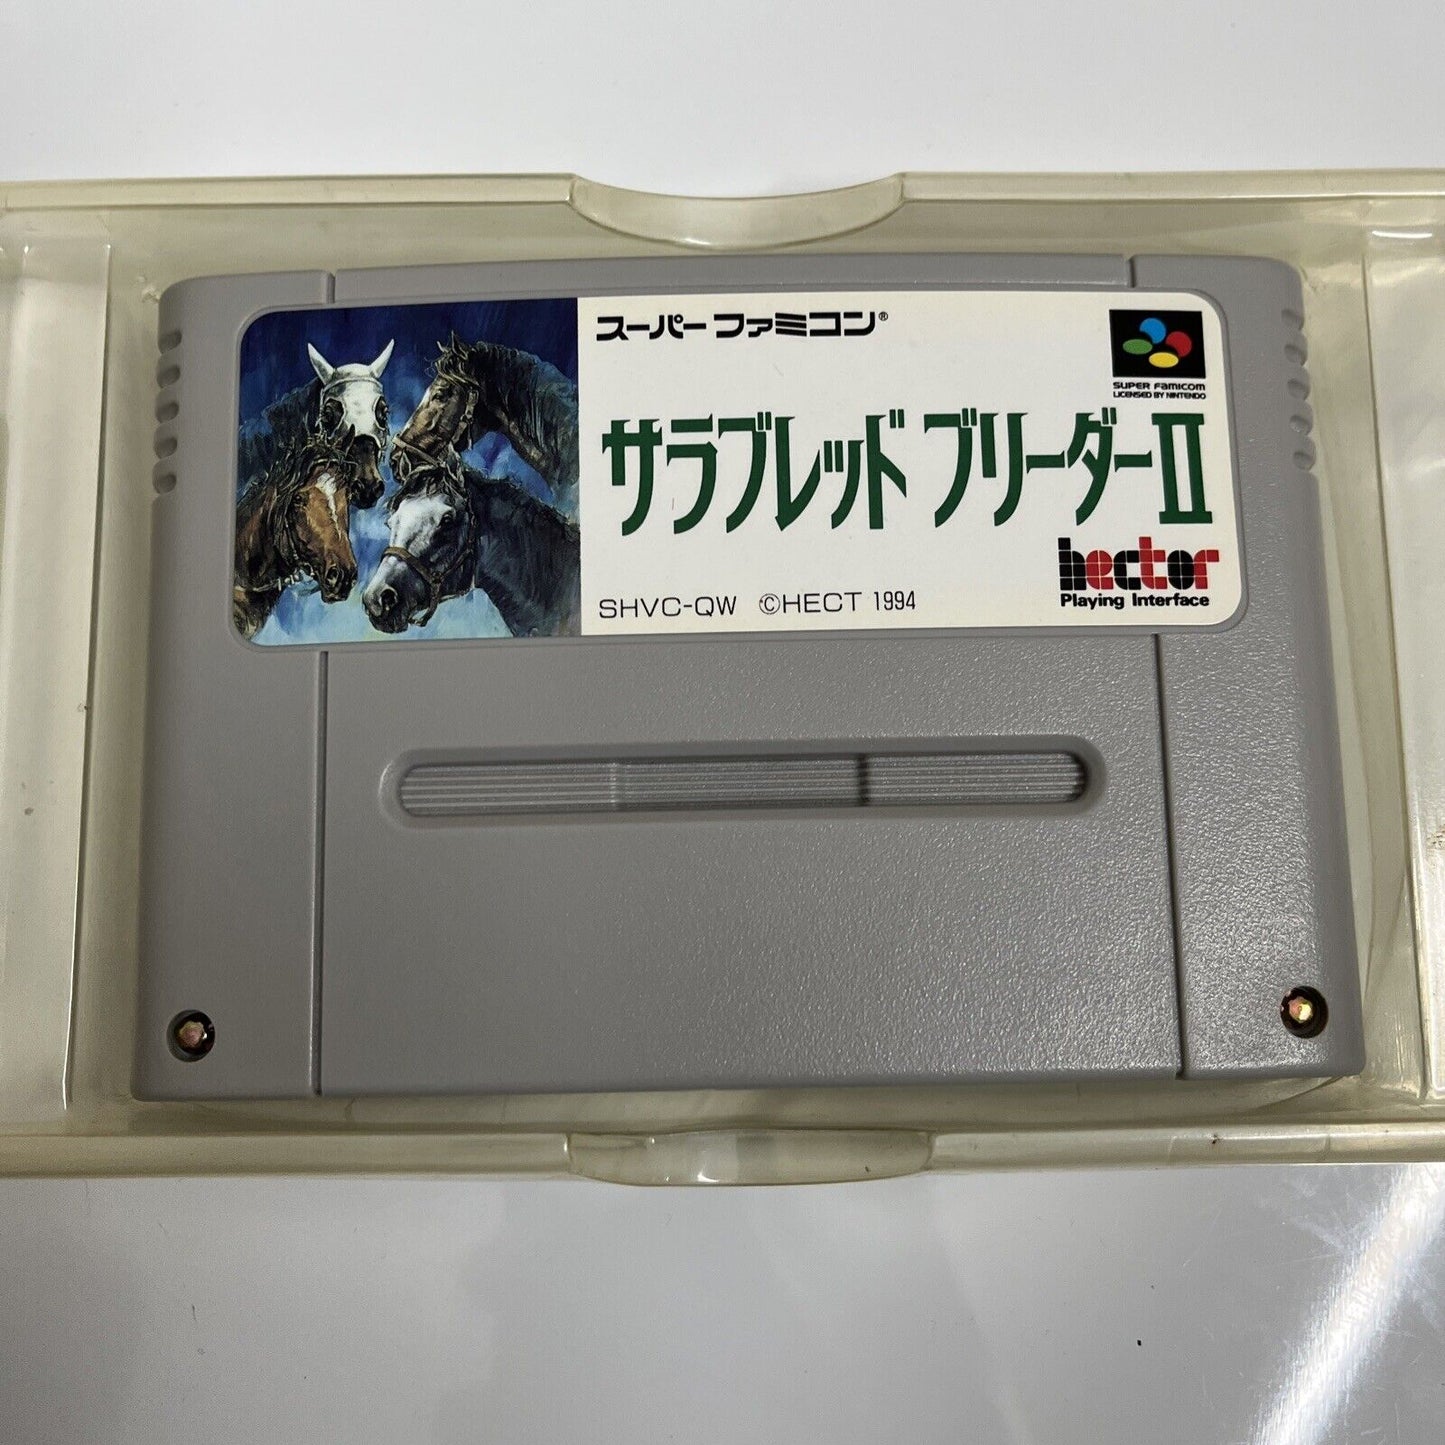 スーパーファミコン®
SUPER FAMICOM
LICENSED BY NINTENDO
サラブレッド ブリーダーII
hector
Playing Interface
SHVC-QW ©HECT 1994